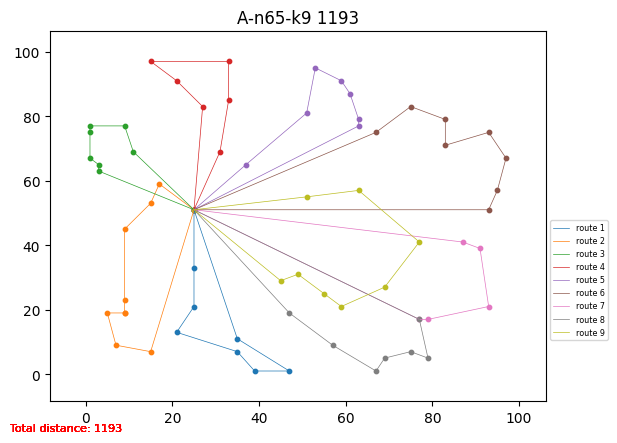 A-n65-k9 1193
100
80
60
40
20
0
0 20 40 60 80 100
route 1
route 2
route 3
route 4
route 5
route 6
route 7
route 8
route 9
Total distance: 1193